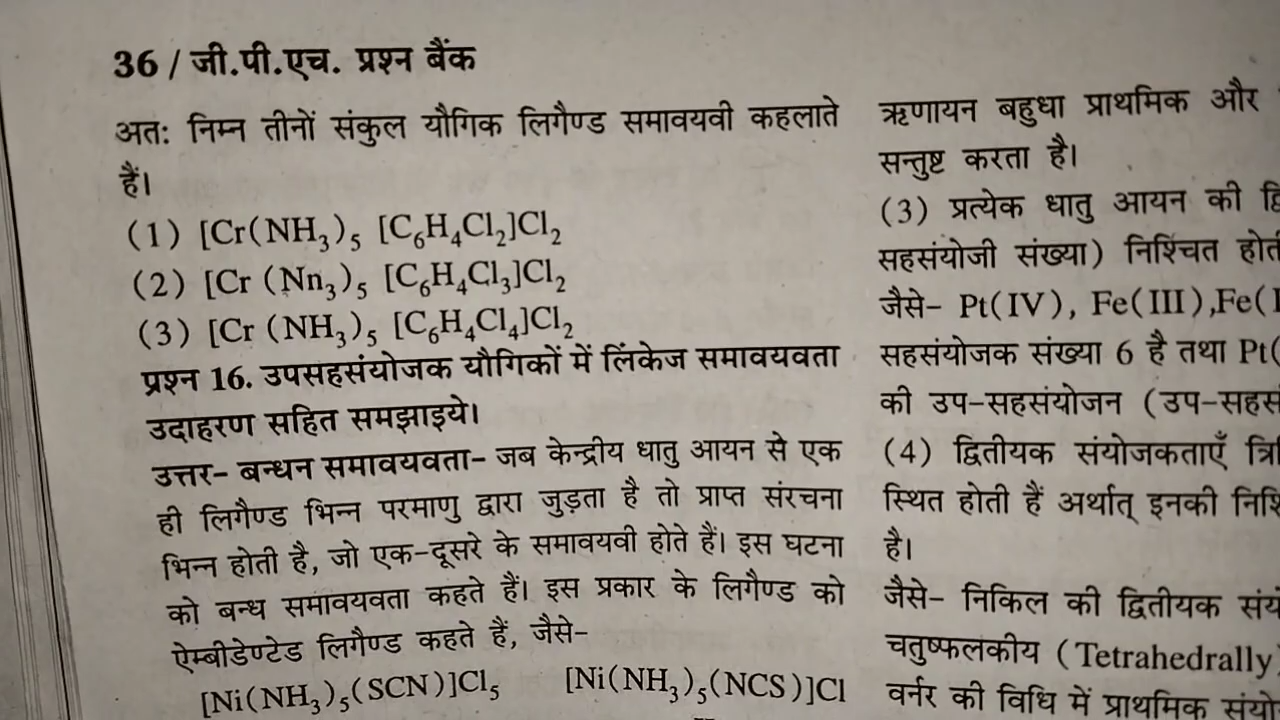 36 / जी.पी.एच. प्रश्न बैंक
अतः निम्न तीनों संकुल यौगिक लिगैण्ड समावयवी कहलाते
हैं।
(1) [Cr(NH₃)₅ [C₆H₄Cl₂]Cl₂
(2) [Cr (Nn₃)₅ [C₆H₄Cl₃]Cl₂
(3) [Cr (NH₃)₅ [C₆H₄Cl₄]Cl₂
प्रश्न 16. उपसहसंयोजक यौगिकों में लिंकेज समावयवता
उदाहरण सहित समझाइये।
उत्तर– बन्धन समावयवता– जब केन्द्रीय धातु आयन से एक
ही लिगैण्ड भिन्न परमाणु द्वारा जुड़ता है तो प्राप्त संरचना
भिन्न होती है, जो एक-दूसरे के समावयवी होते हैं। इस घटना
को बन्ध समावयवता कहते हैं। इस प्रकार के लिगैण्ड को
ऐम्बीडेण्टेड लिगैण्ड कहते हैं, जैसे–
[Ni(NH₃)₅(SCN)]Cl₅ [Ni(NH₃)₅(NCS)]Cl
ऋणायन बहुधा प्राथमिक और
सन्तुष्ट करता है।
(3) प्रत्येक धातु आयन की
सहसंयोजी संख्या) निश्चित
जैसे– Pt(IV), Fe(III),
सहसंयोजक संख्या 6 है तथा
की उप-सहसंयोजन
(4) द्वितीयक संयोजकताएँ
स्थित होती हैं अर्थात् इनकी
है।
जैसे– निकिल की द्वितीयक
चतुष्फलकीय (Tetrahedrally)
वर्नर की विधि में प्राथमिक